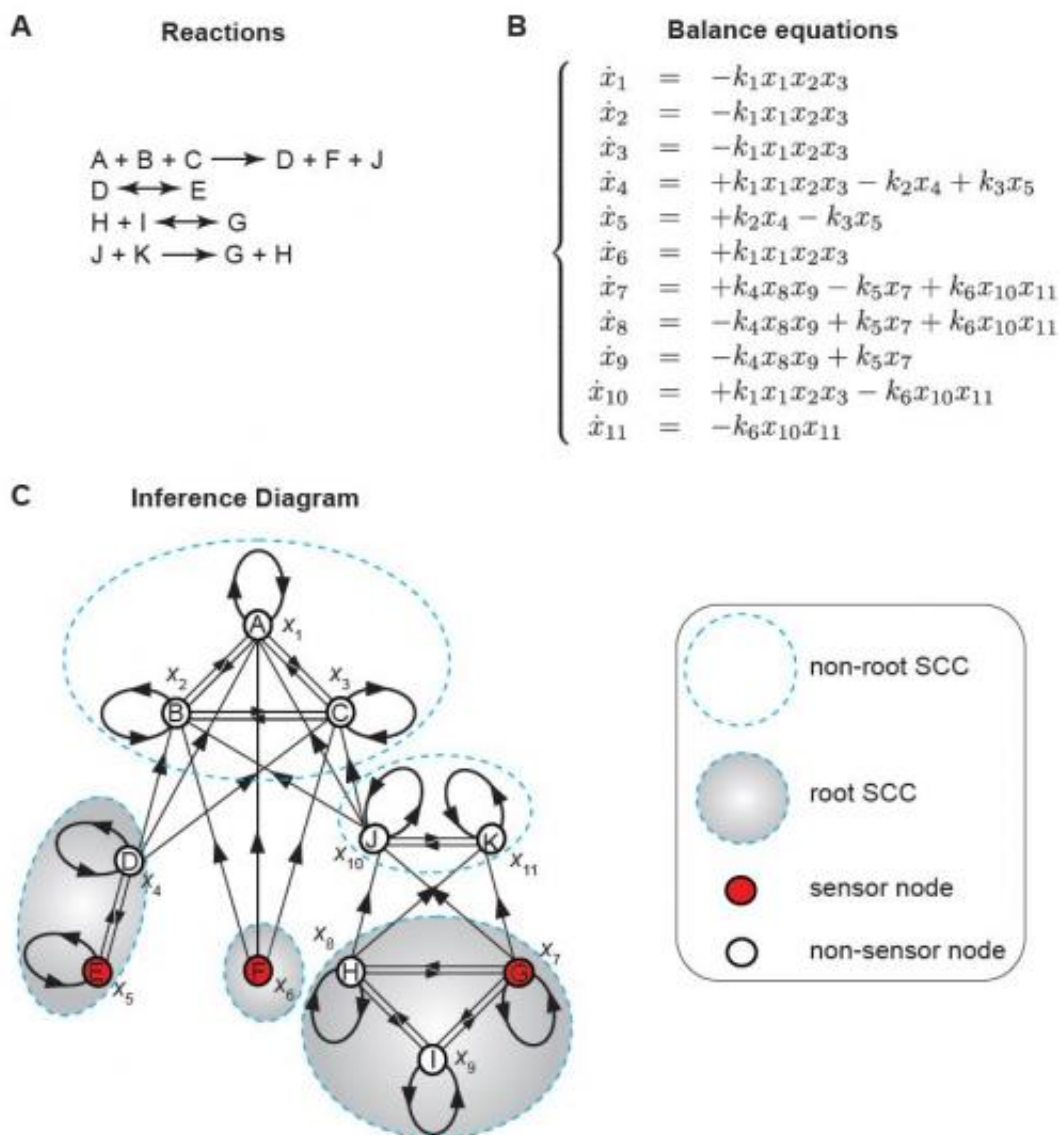 A Reactions
A + B + C ⟶ D + F + J
D ⟷ E
H + I ⟷ G
J + K ⟶ G + H
B Balance equations
ẋ₁ = −k₁x₁x₂x₃
ẋ₂ = −k₁x₁x₂x₃
ẋ₃ = −k₁x₁x₂x₃
ẋ₄ = +k₁x₁x₂x₃ − k₂x₄ + k₃x₅
ẋ₅ = +k₂x₄ − k₃x₅
ẋ₆ = +k₁x₁x₂x₃
ẋ₇ = +k₄x₈x₉ − k₅x₇ + k₆x₁₀x₁₁
ẋ₈ = −k₄x₈x₉ + k₅x₇ + k₆x₁₀x₁₁
ẋ₉ = −k₄x₈x₉ + k₅x₇
ẋ₁₀ = +k₁x₁x₂x₃ − k₆x₁₀x₁₁
ẋ₁₁ = −k₆x₁₀x₁₁
C Inference Diagram
A x₁
x₂ x₃
B C
J K
x₁₀ x₁₁
D
x₄
x₈ x₇
E F H G
x₅ x₆
I x₉
non-root SCC
root SCC
sensor node
non-sensor node